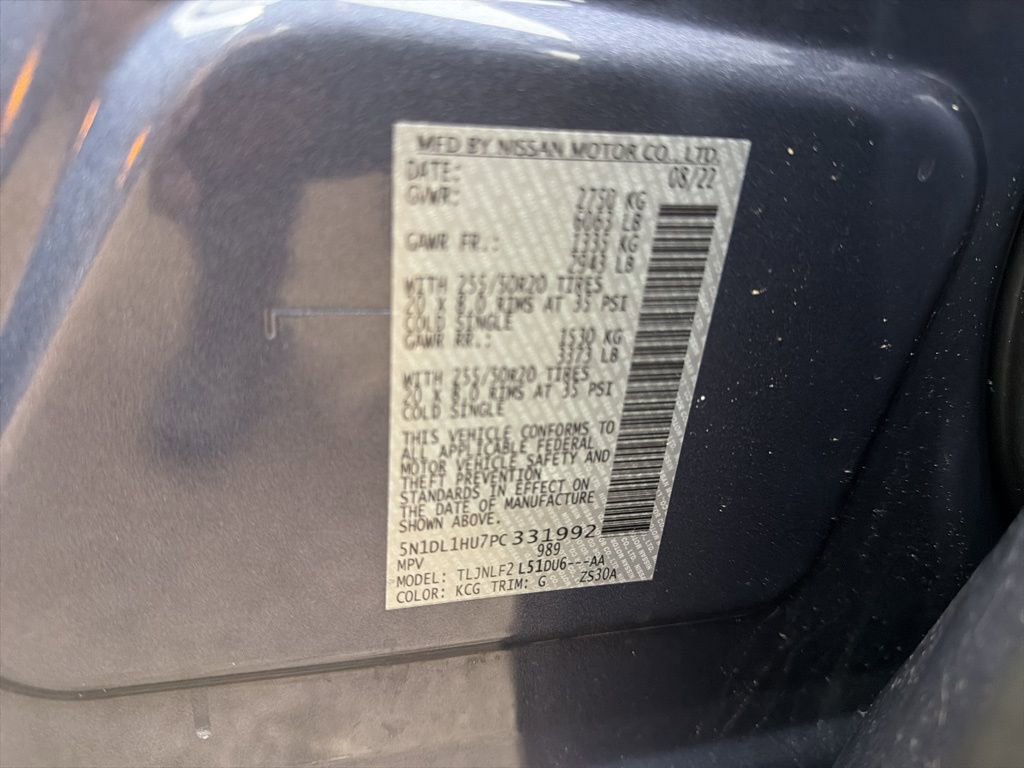 MFD BY NISSAN MOTOR CO., LTD.
DATE: 08/22
GVWR: 2750 KG
6063 LB
GAWR FR.: 1335 KG
2943 LB
WITH 255/50R20 TIRES
20 X 8.0 RIMS AT 35 PSI
COLD SINGLE
GAWR RR.: 1530 KG
3373 LB
WITH 255/50R20 TIRES
20 X 8.0 RIMS AT 35 PSI
COLD SINGLE
THIS VEHICLE CONFORMS TO
ALL APPLICABLE FEDERAL
MOTOR VEHICLE SAFETY AND
THEFT PREVENTION
STANDARDS IN EFFECT ON
THE DATE OF MANUFACTURE
SHOWN ABOVE.
5N1DL1HU7PC331992
MPV 989
MODEL: TLJNLF2 L51DU6---AA
COLOR: KCG TRIM: G ZS30A